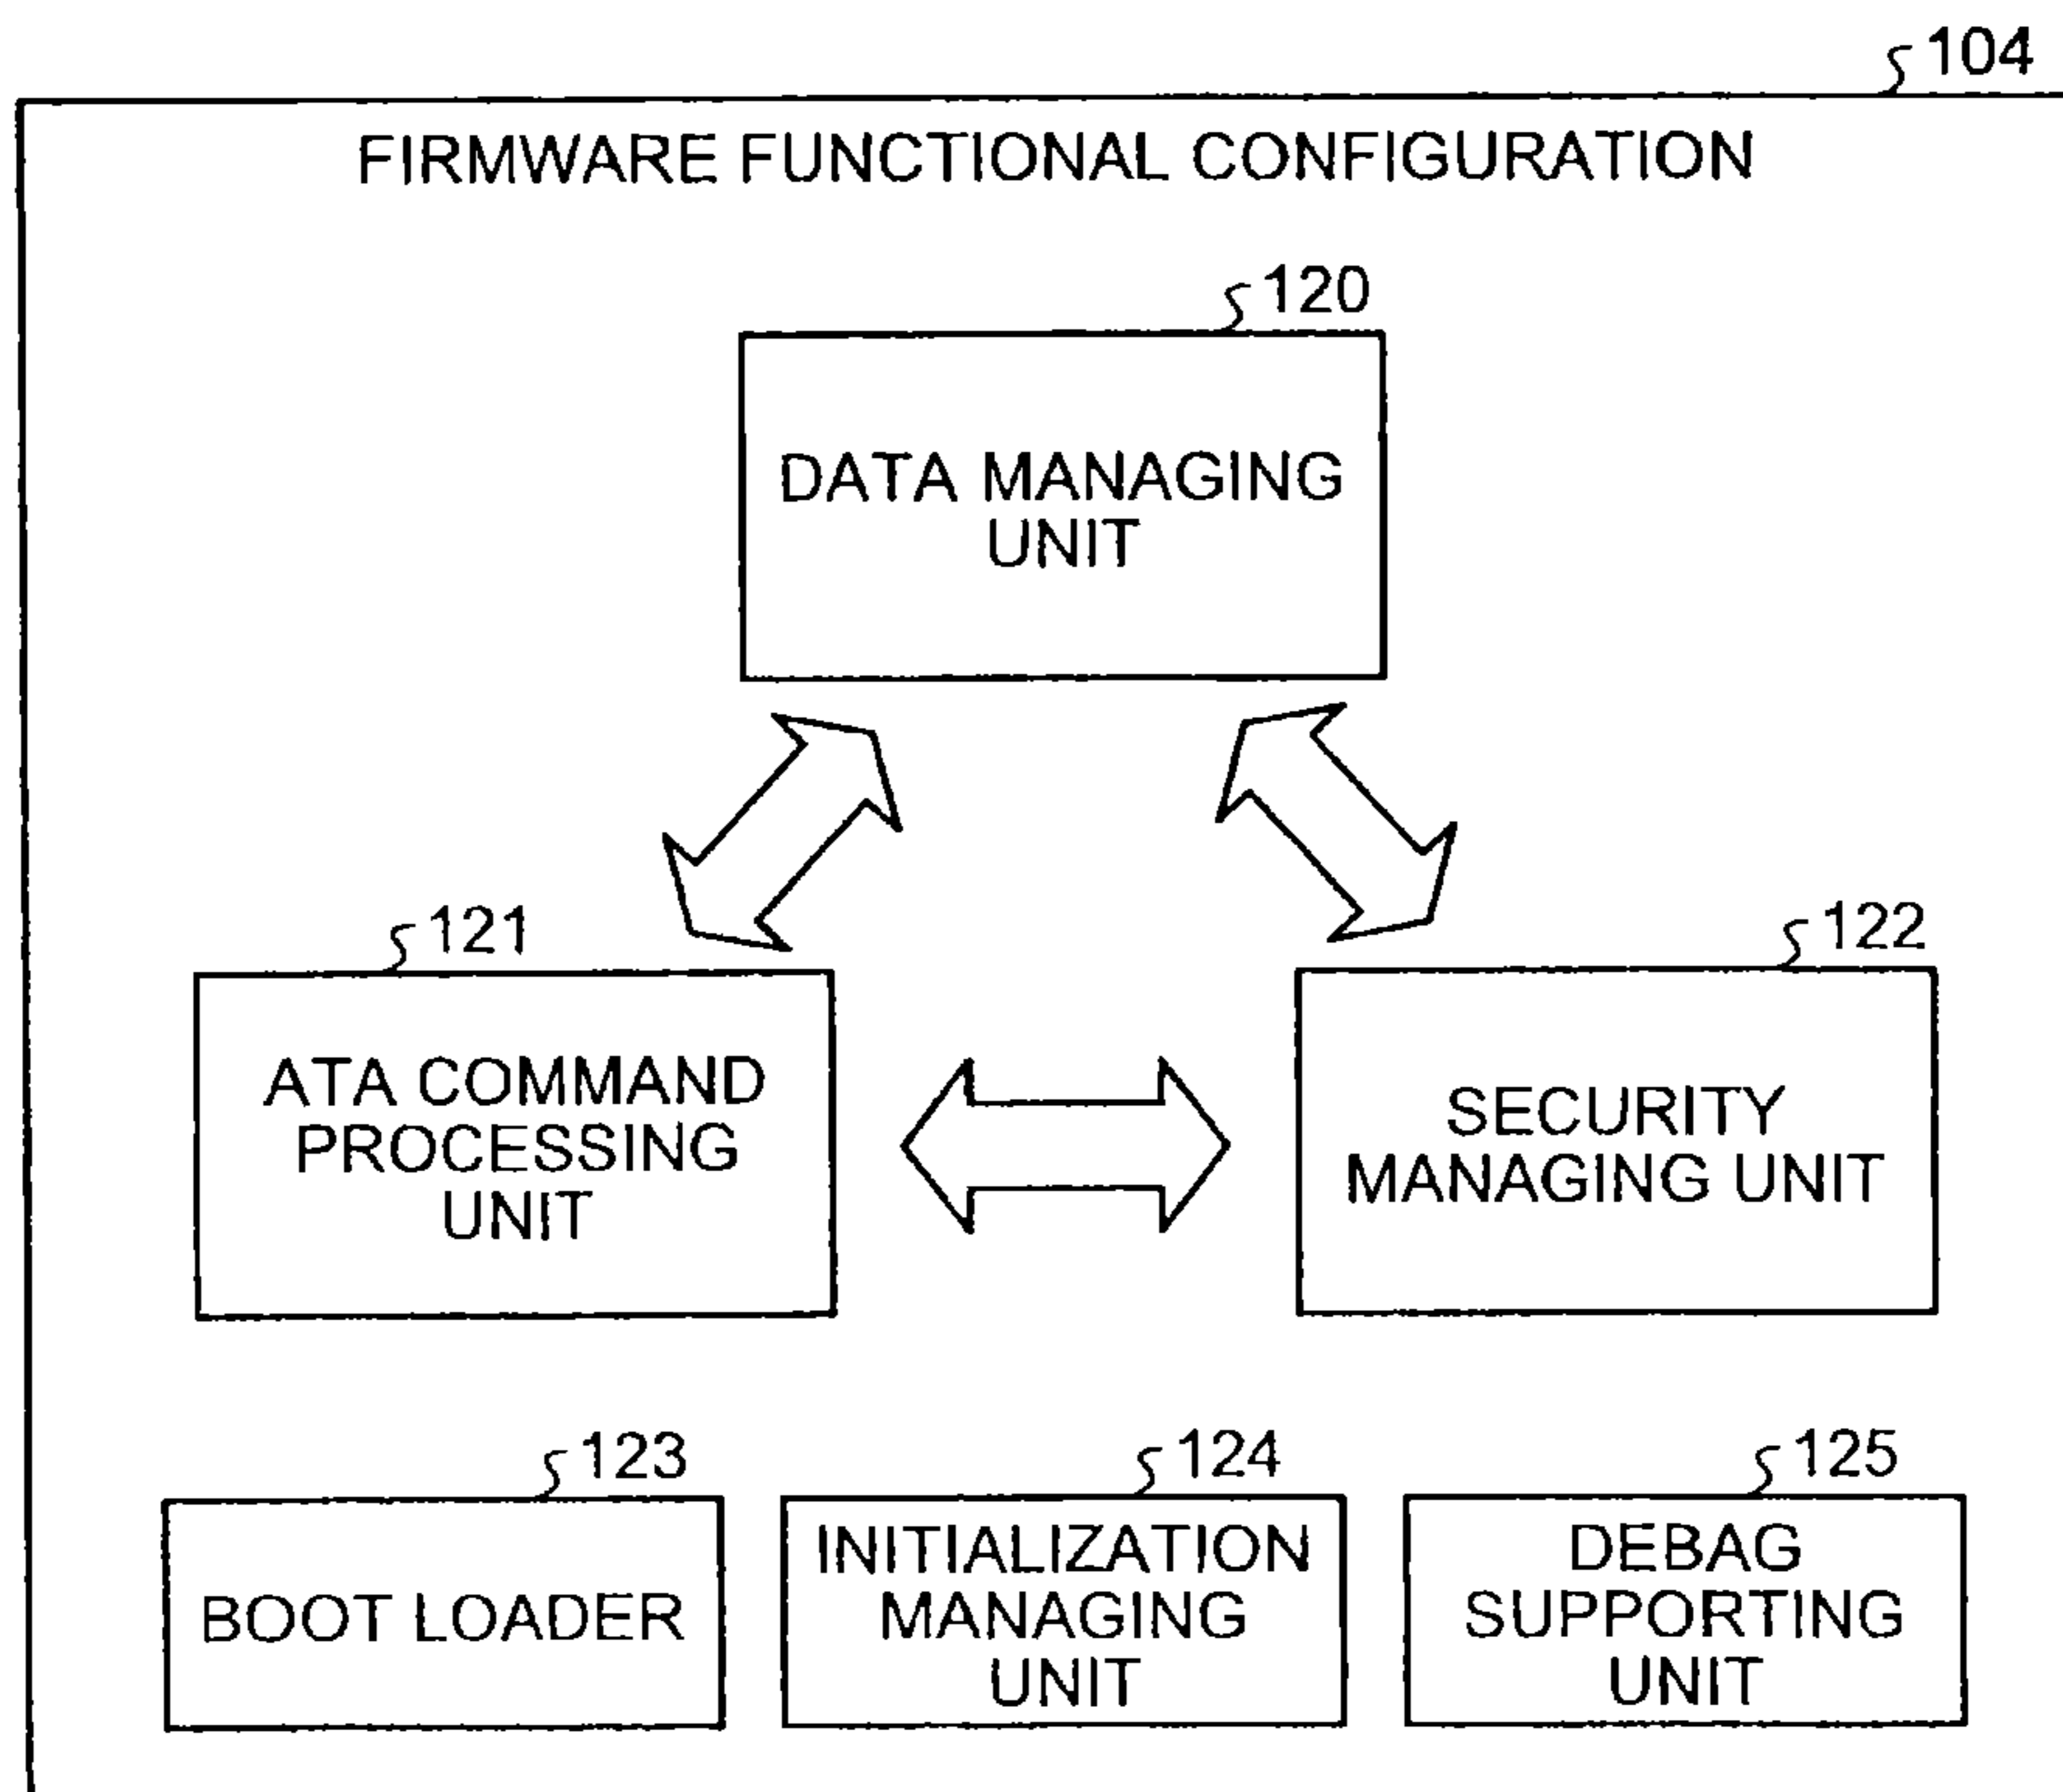 104
FIRMWARE FUNCTIONAL CONFIGURATION
120
DATA MANAGING
UNIT
121
ATA COMMAND
PROCESSING
UNIT
122
SECURITY
MANAGING UNIT
123
BOOT LOADER
124
INITIALIZATION
MANAGING
UNIT
125
DEBAG
SUPPORTING
UNIT